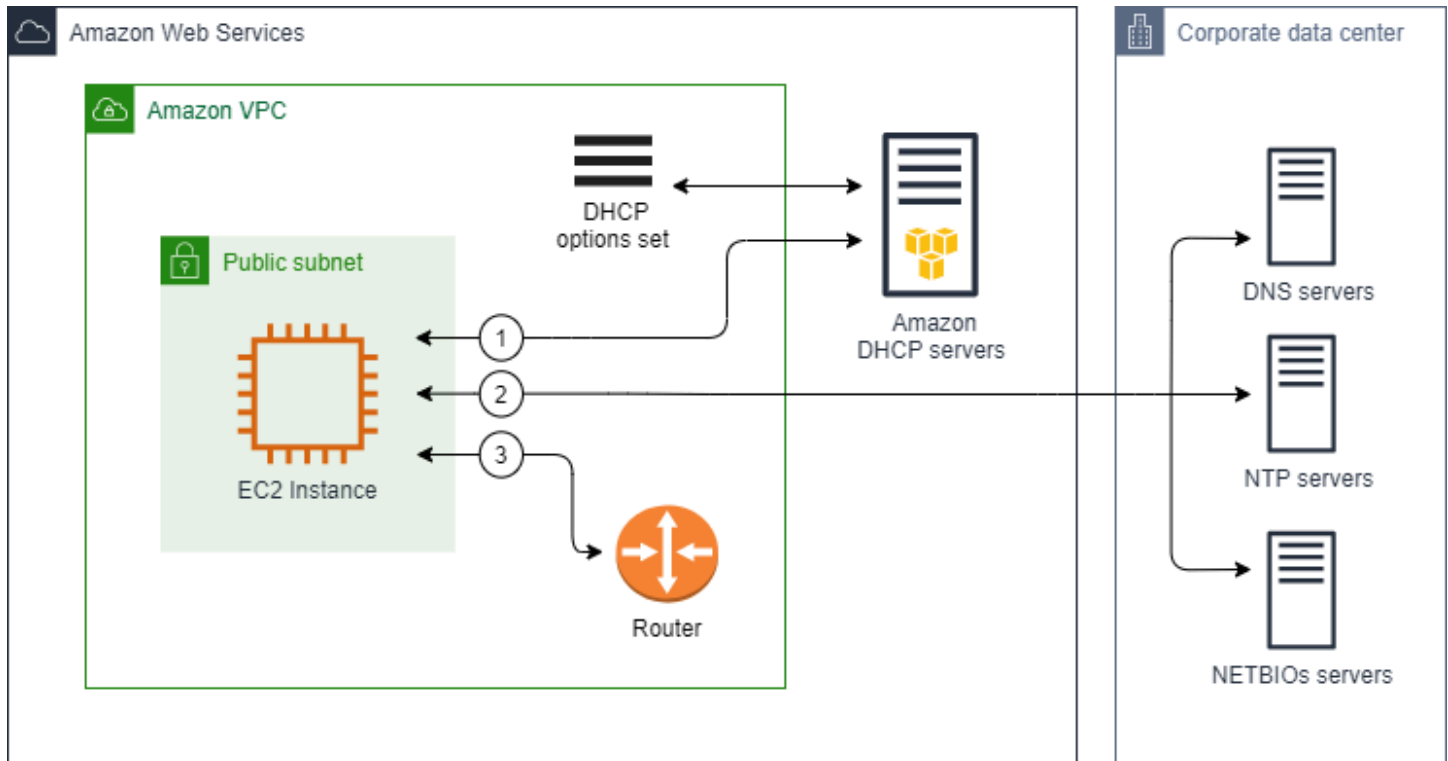 Amazon Web Services
Corporate data center
Amazon VPC
DHCP
options set
Public subnet
1
2
3
EC2 Instance
Router
Amazon
DHCP servers
DNS servers
NTP servers
NETBIOs servers